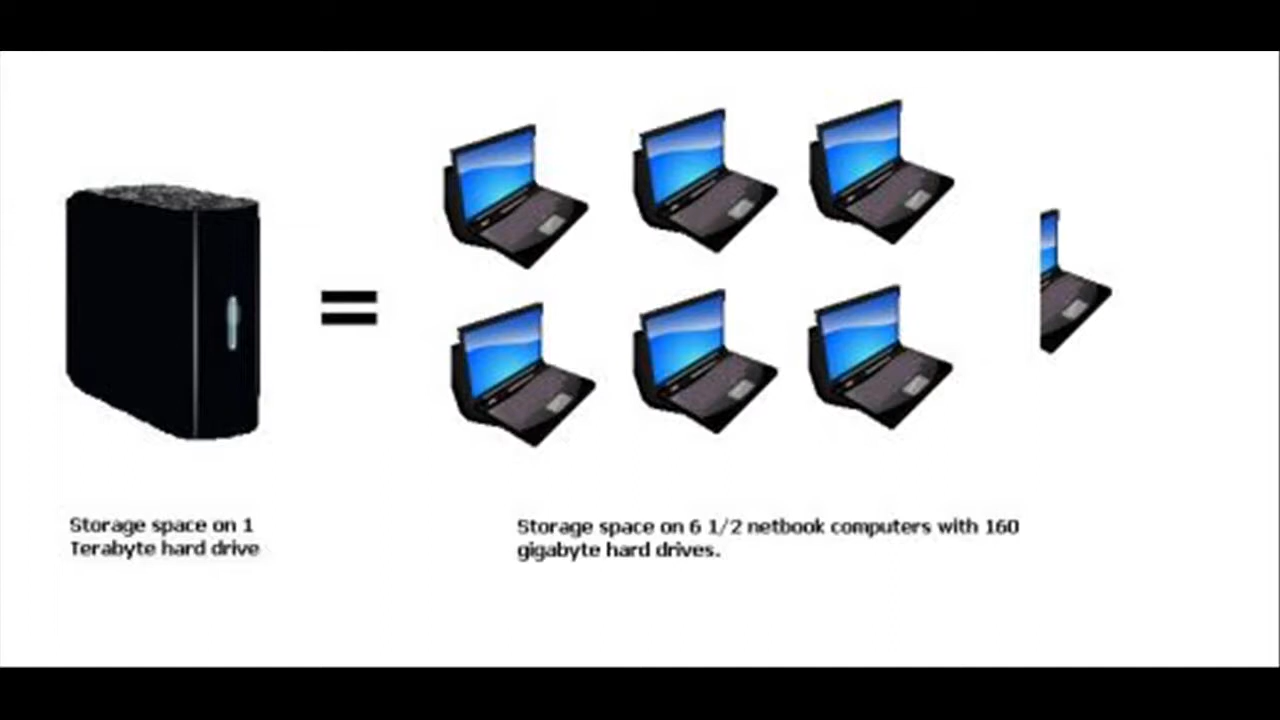 Storage space on 1
Terabyte hard drive
Storage space on 6 1/2 netbook computers with 160
gigabyte hard drives.